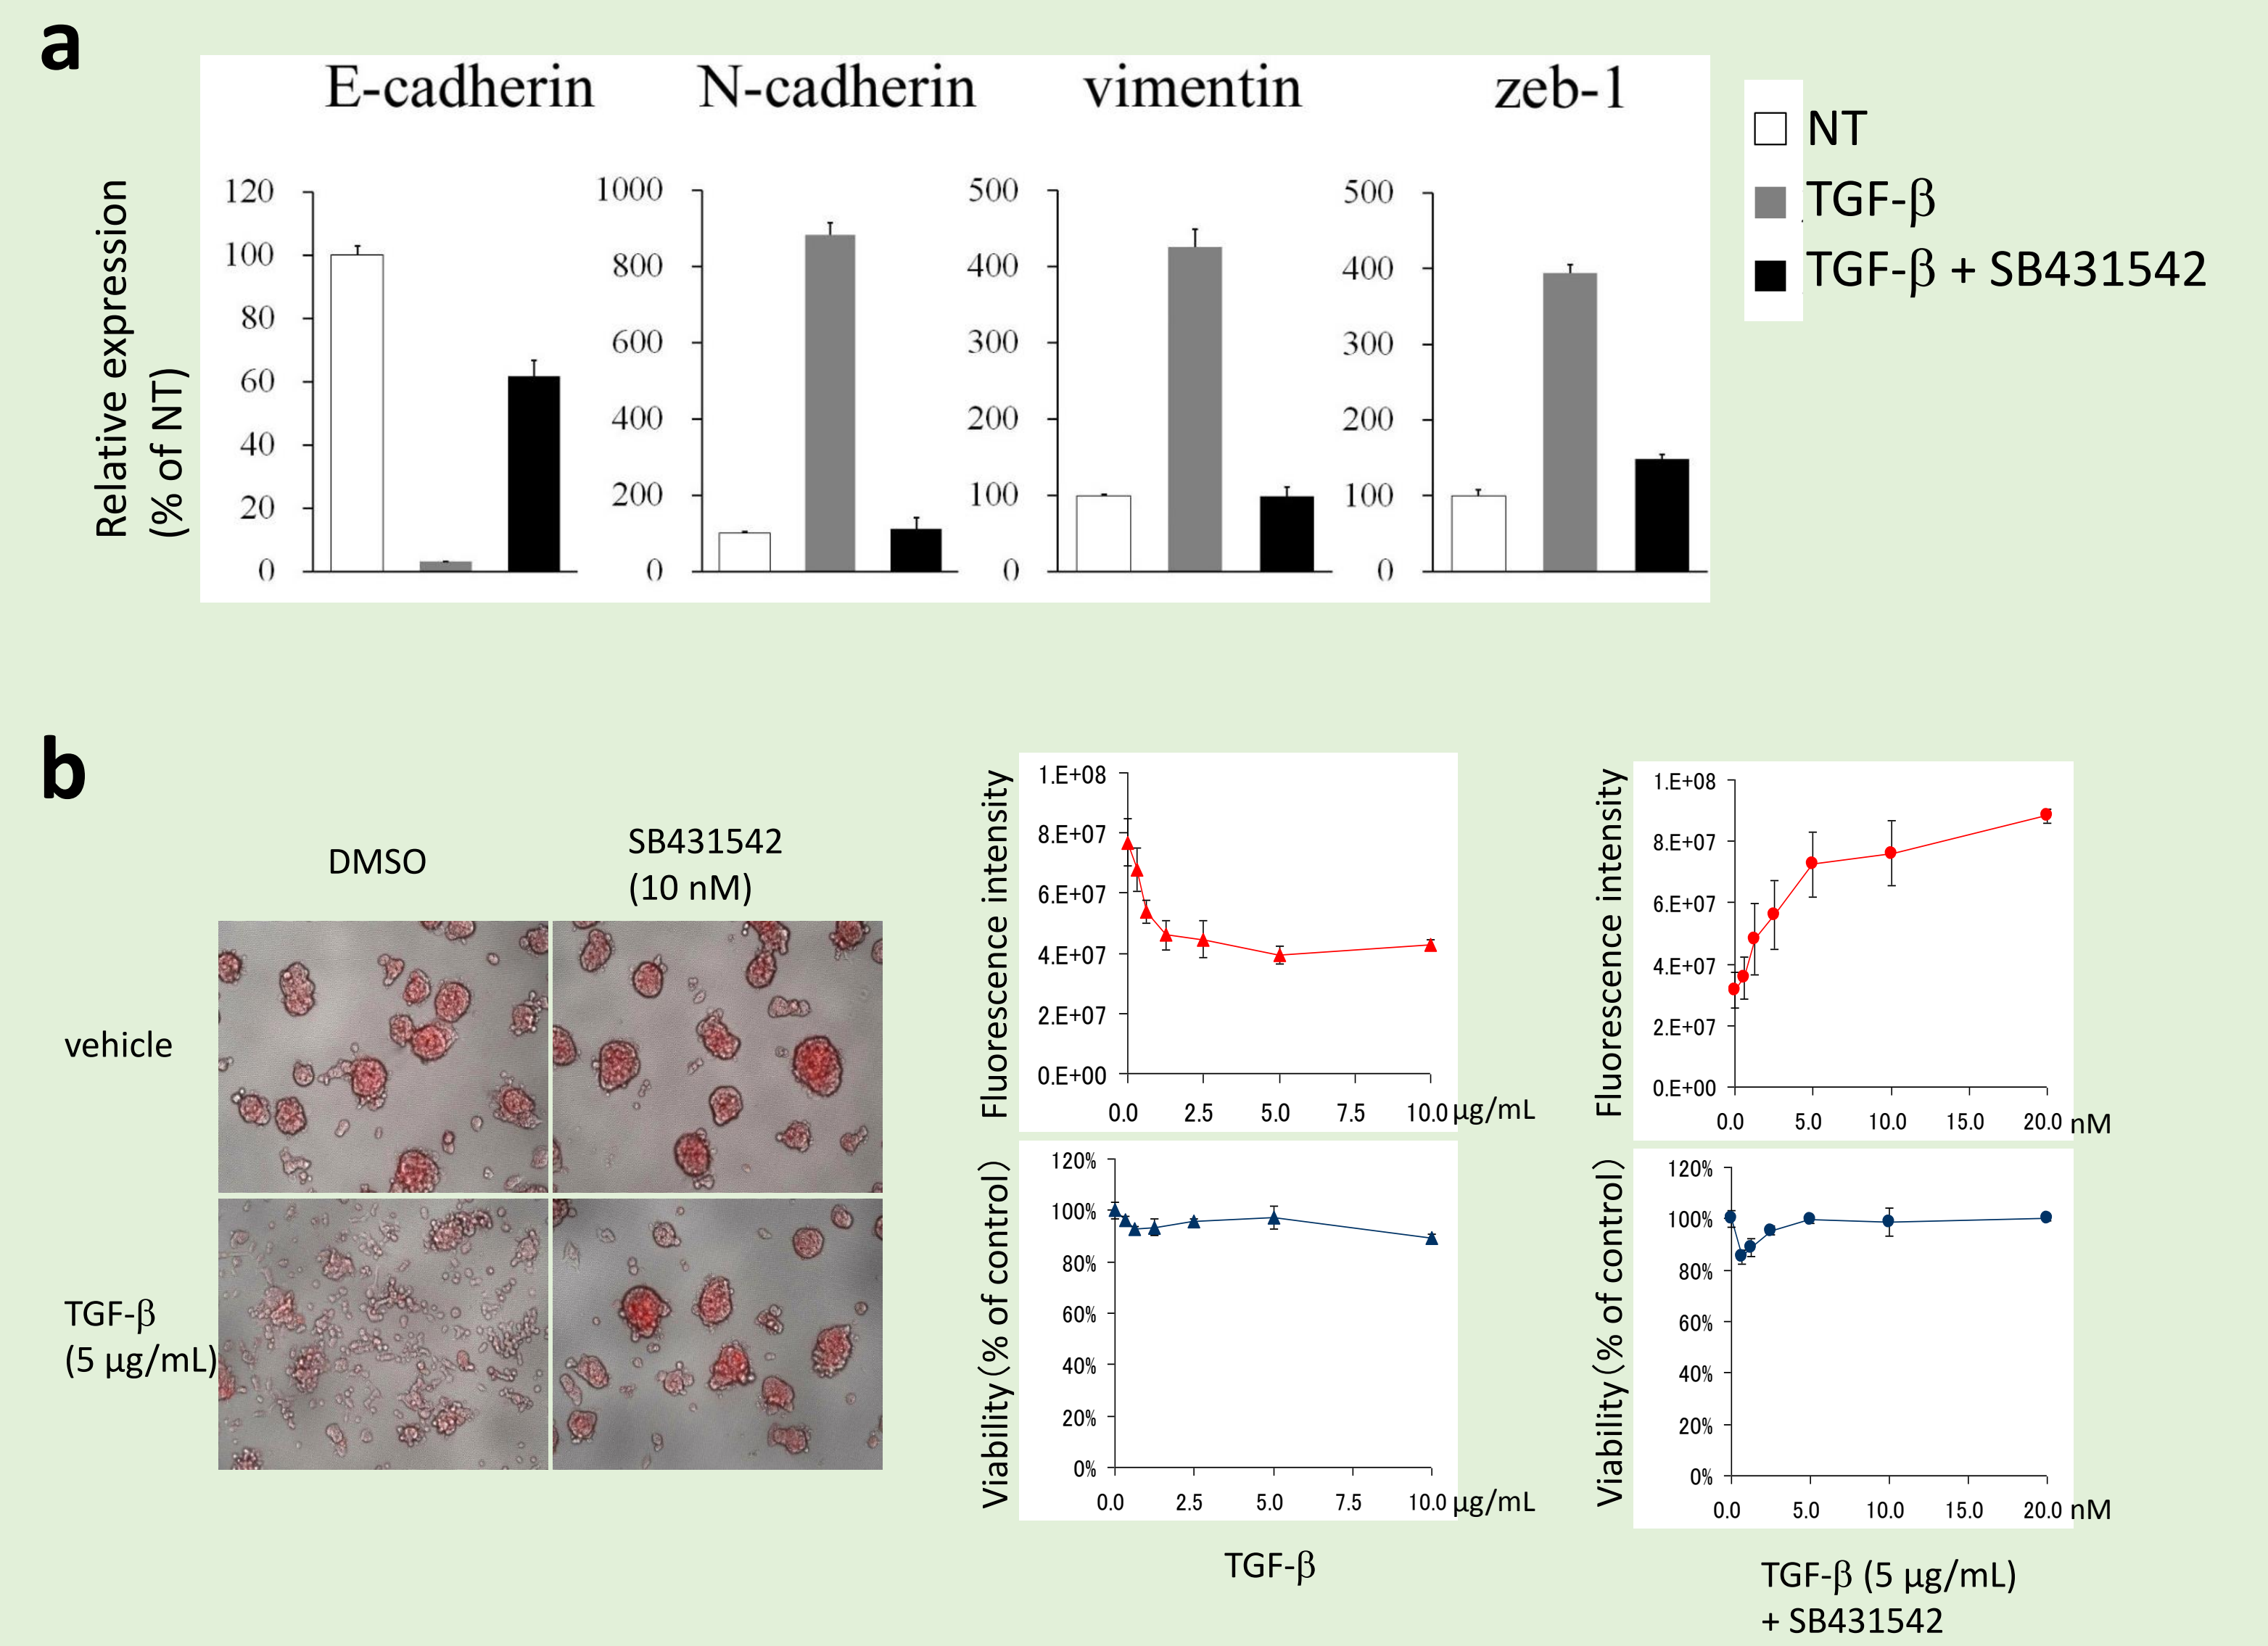 a
E-cadherin
N-cadherin
vimentin
zeb-1
NT
TGF-β
TGF-β + SB431542
Relative expression
(% of NT)
120
100
80
60
40
20
0
1000
800
600
400
200
0
500
400
300
200
100
0
500
400
300
200
100
0
b
DMSO
SB431542
(10 nM)
vehicle
TGF-β
(5 μg/mL)
Fluorescence intensity
1.E+08
8.E+07
6.E+07
4.E+07
2.E+07
0.E+00
0.0 2.5 5.0 7.5 10.0 μg/mL
Fluorescence intensity
1.E+08
8.E+07
6.E+07
4.E+07
2.E+07
0.E+00
0.0 5.0 10.0 15.0 20.0 nM
Viability (% of control)
120%
100%
80%
60%
40%
20%
0%
0.0 2.5 5.0 7.5 10.0 μg/mL
TGF-β
Viability (% of control)
120%
100%
80%
60%
40%
20%
0%
0.0 5.0 10.0 15.0 20.0 nM
TGF-β (5 μg/mL)
+ SB431542